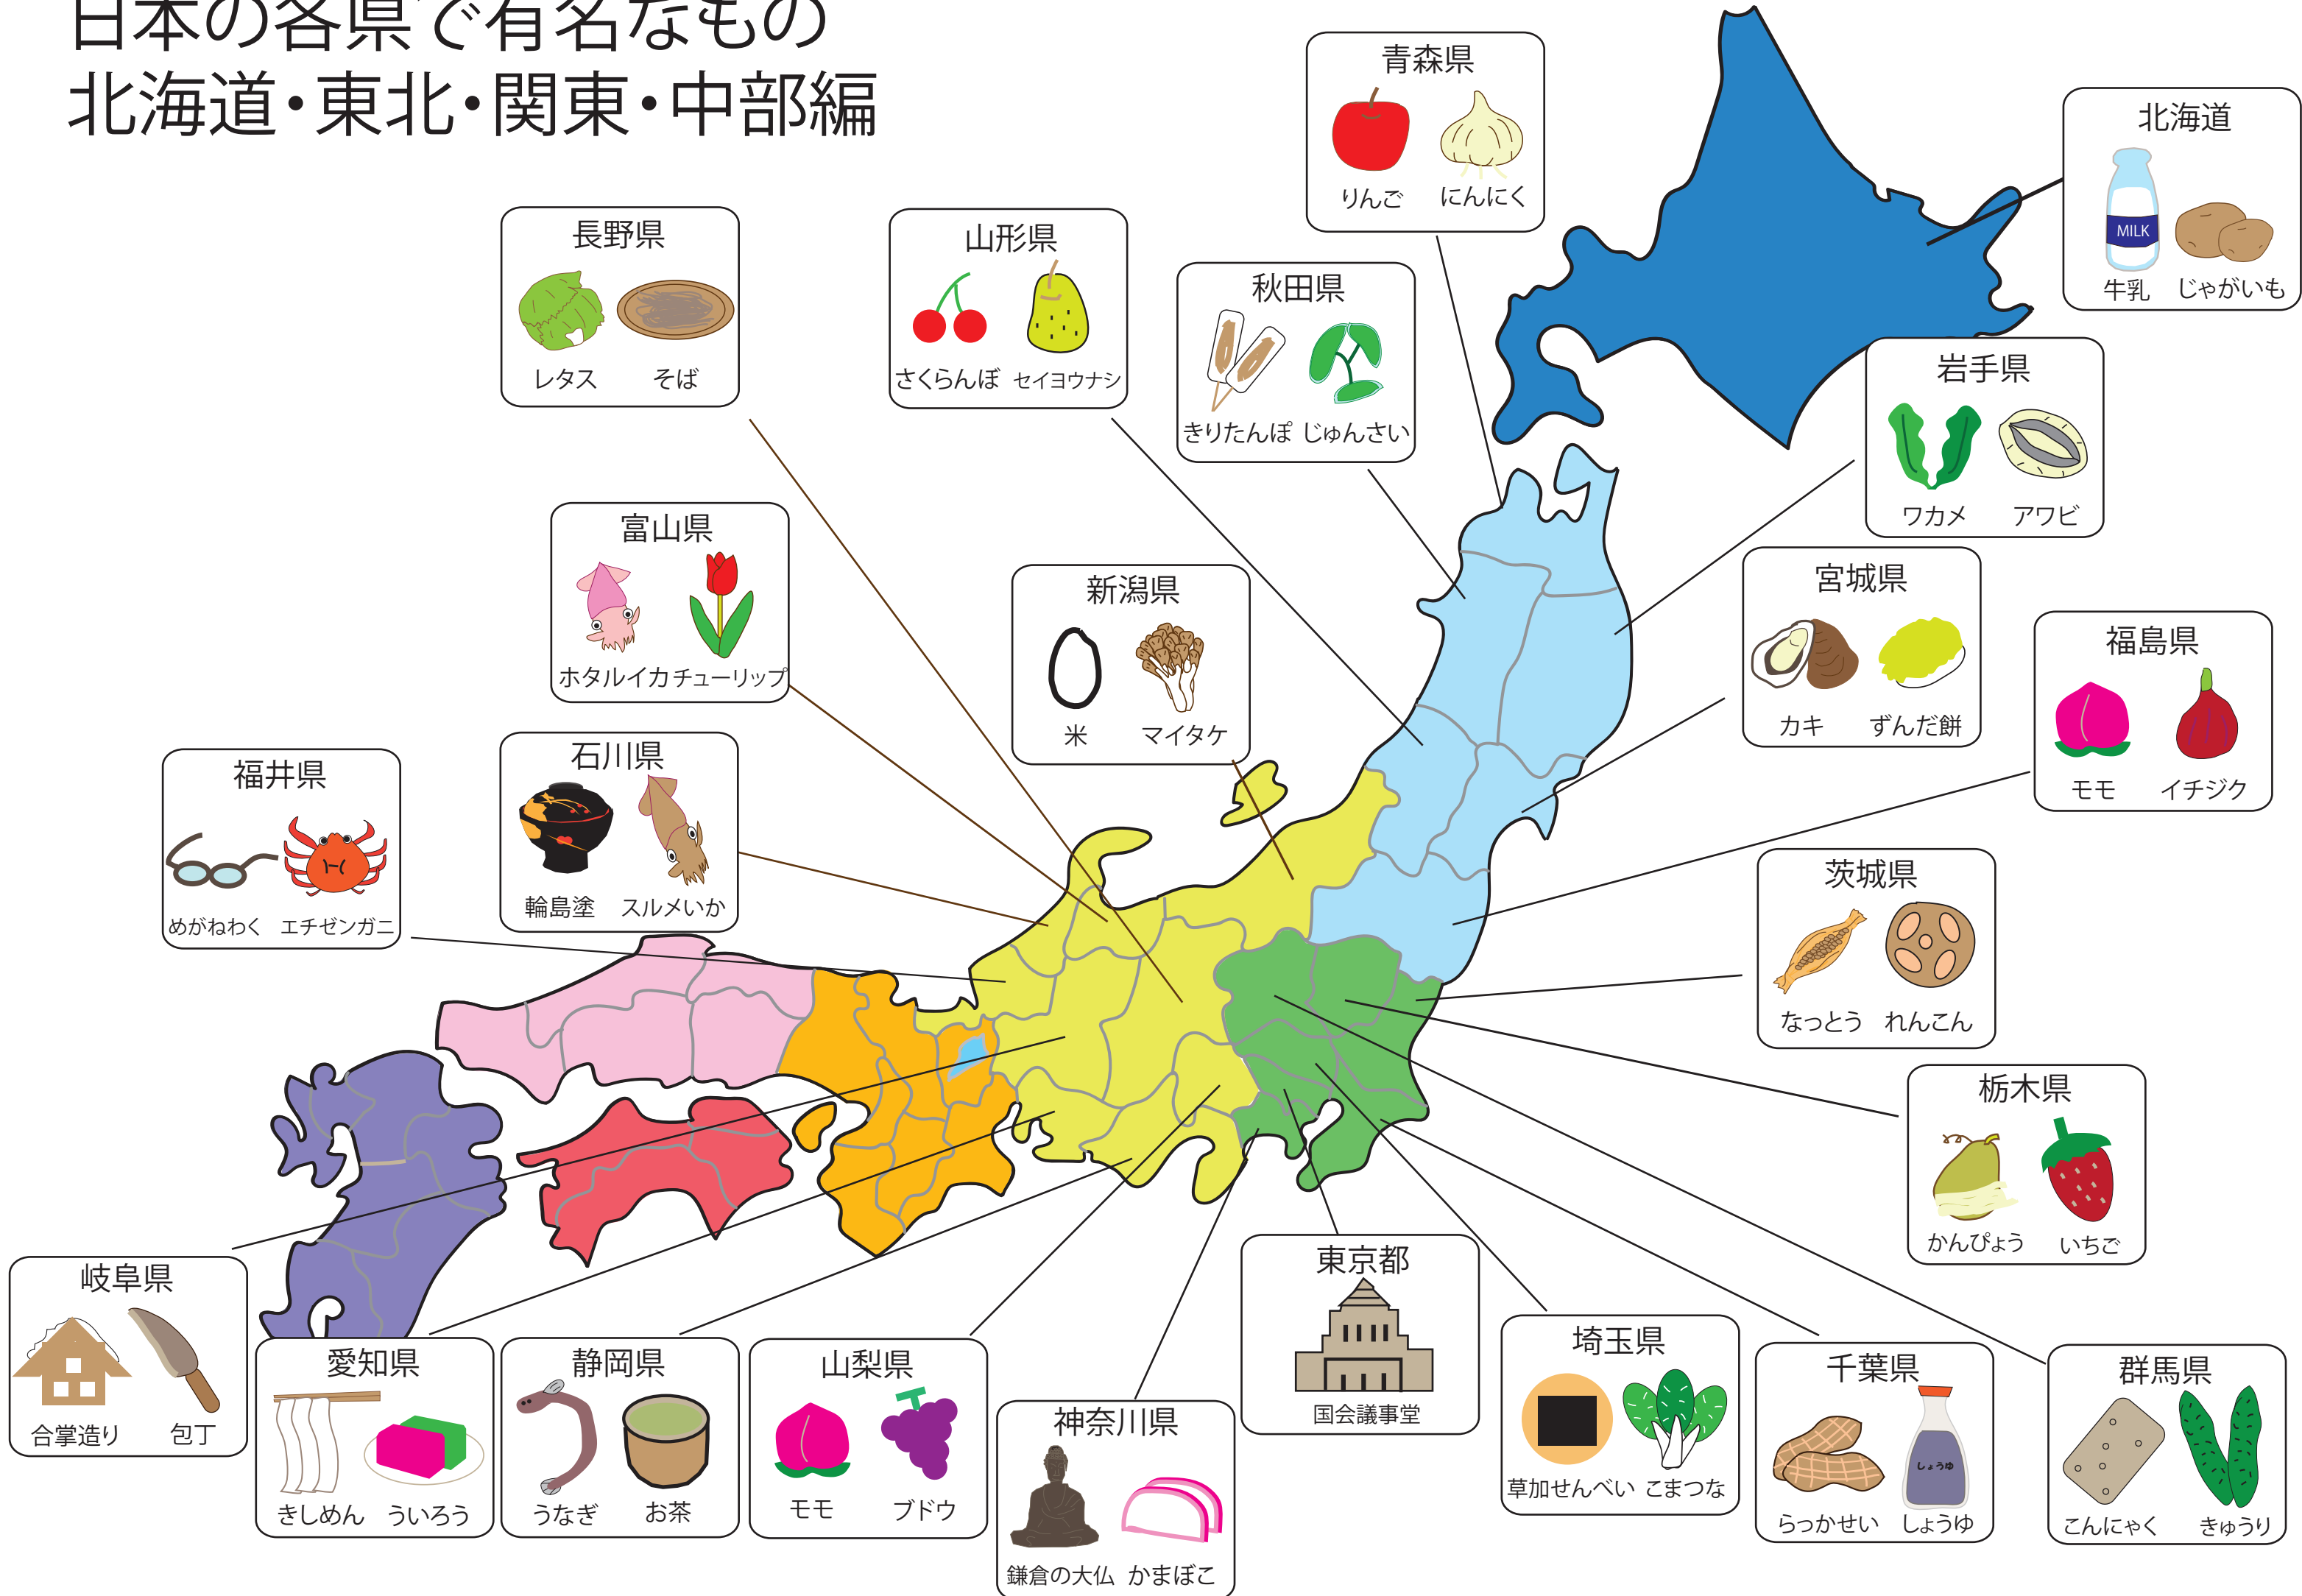 日本の各県で有名なもの
北海道・東北・関東・中部編
青森県
りんご にんにく
北海道
MILK
牛乳 じゃがいも
長野県
レタス そば
山形県
さくらんぼ セイヨウナシ
秋田県
きりたんぽ じゅんさい
岩手県
ワカメ アワビ
富山県
ホタルイカ チューリップ
新潟県
米 マイタケ
宮城県
カキ ずんだ餅
福島県
モモ イチジク
福井県
めがねわく エチゼンガニ
石川県
輪島塗 スルメいか
茨城県
なっとう れんこん
栃木県
かんぴょう いちご
岐阜県
合掌造り 包丁
愛知県
きしめん ういろう
静岡県
うなぎ お茶
山梨県
モモ ブドウ
神奈川県
鎌倉の大仏 かまぼこ
東京都
国会議事堂
埼玉県
草加せんべい こまつな
千葉県
しょうゆ
らっかせい しょうゆ
群馬県
こんにゃく きゅうり